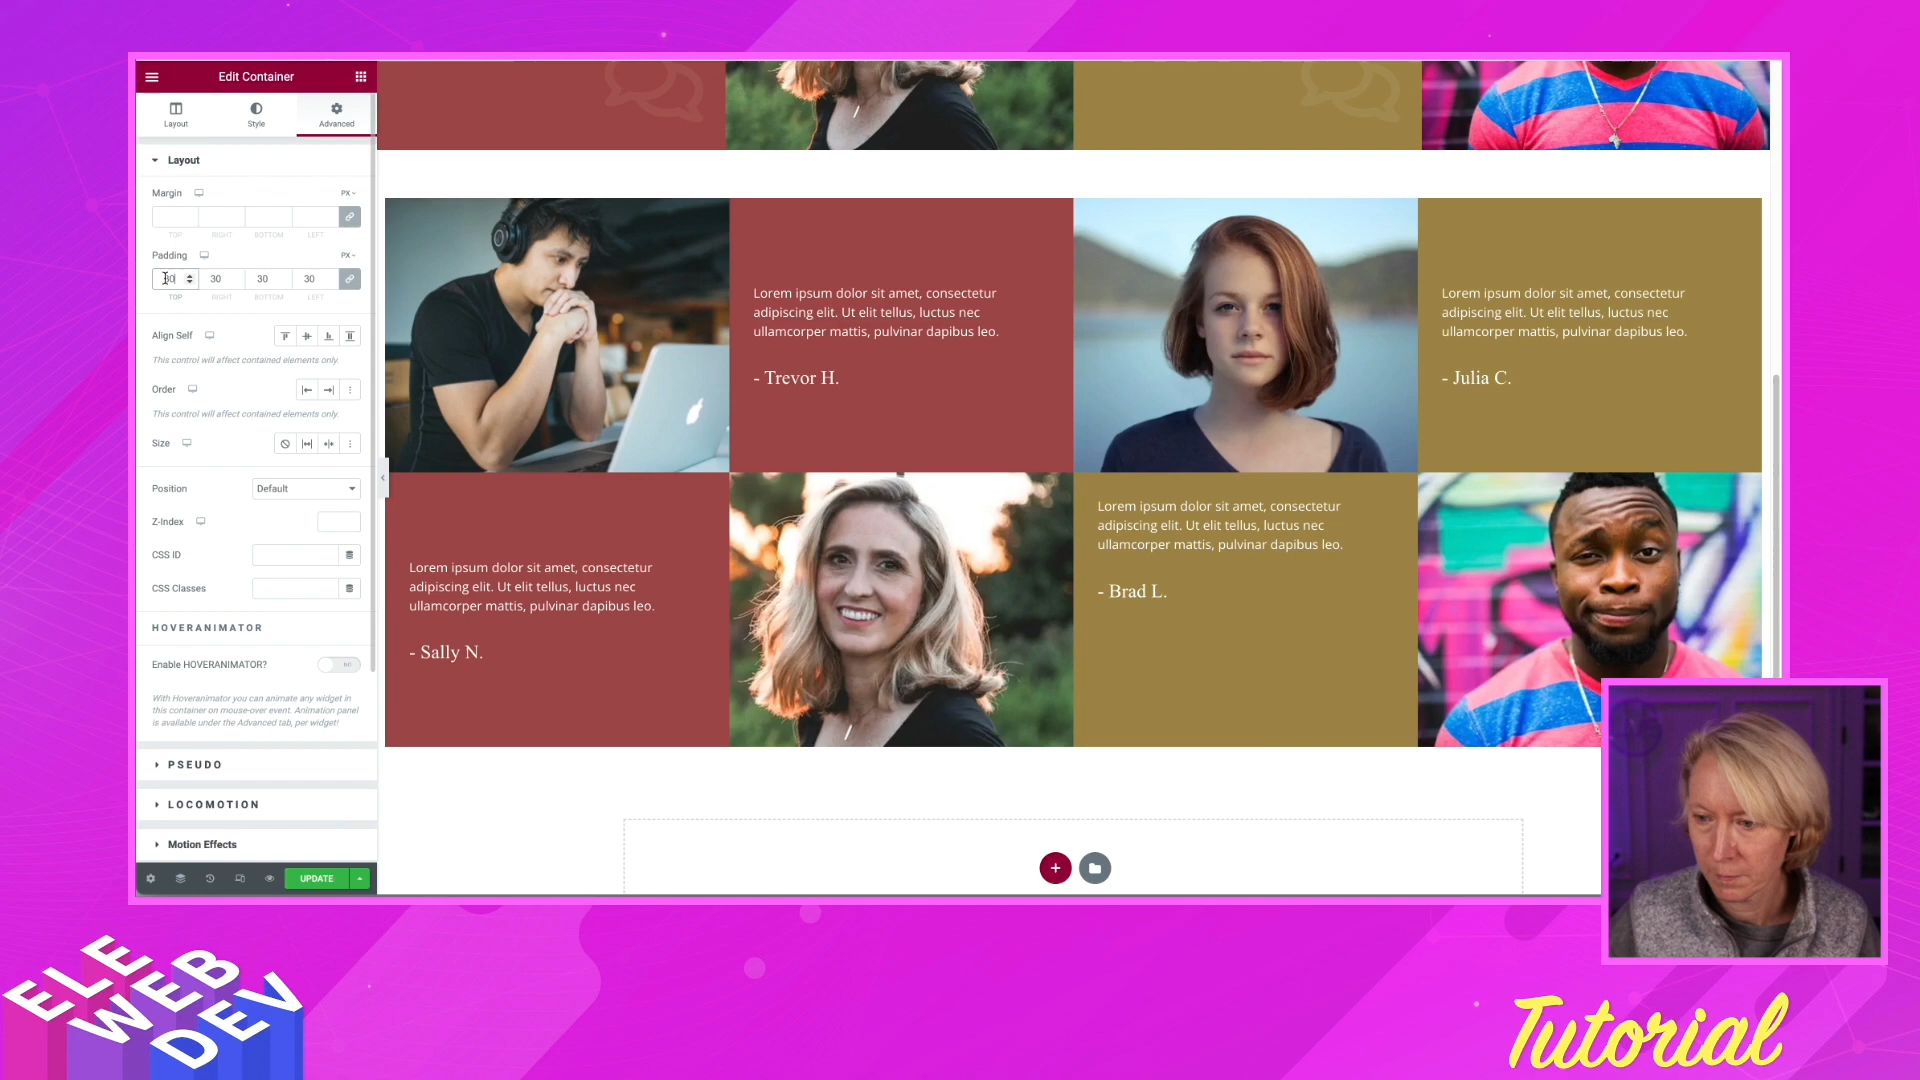 Edit Container
Layout
Style
Advanced
Layout
Margin
PX
TOP RIGHT BOTTOM LEFT
Padding
PX
30 30 30 30
TOP RIGHT BOTTOM LEFT
Align Self
This control will affect contained elements only.
Order
This control will affect contained elements only.
Size
Position
Default
Z-Index
CSS ID
CSS Classes
HOVERANIMATOR
Enable HOVERANIMATOR?
NO
With Hoveranimator you can animate any widget in
this container on mouse-over event. Animation panel
is available under the Advanced tab, per widget!
PSEUDO
LOCOMOTION
Motion Effects
UPDATE
Lorem ipsum dolor sit amet, consectetur
adipiscing elit. Ut elit tellus, luctus nec
ullamcorper mattis, pulvinar dapibus leo.
- Trevor H.
Lorem ipsum dolor sit amet, consectetur
adipiscing elit. Ut elit tellus, luctus nec
ullamcorper mattis, pulvinar dapibus leo.
- Julia C.
Lorem ipsum dolor sit amet, consectetur
adipiscing elit. Ut elit tellus, luctus nec
ullamcorper mattis, pulvinar dapibus leo.
- Sally N.
Lorem ipsum dolor sit amet, consectetur
adipiscing elit. Ut elit tellus, luctus nec
ullamcorper mattis, pulvinar dapibus leo.
- Brad L.
ELE
WEB
DEV
Tutorial